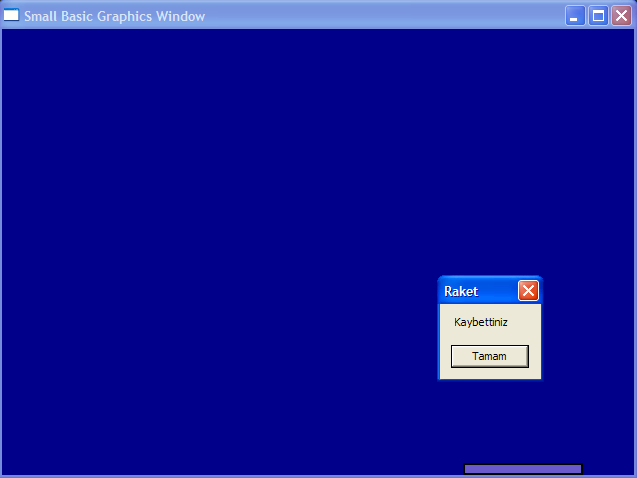 Small Basic Graphics Window
Raket
Kaybettiniz
Tamam